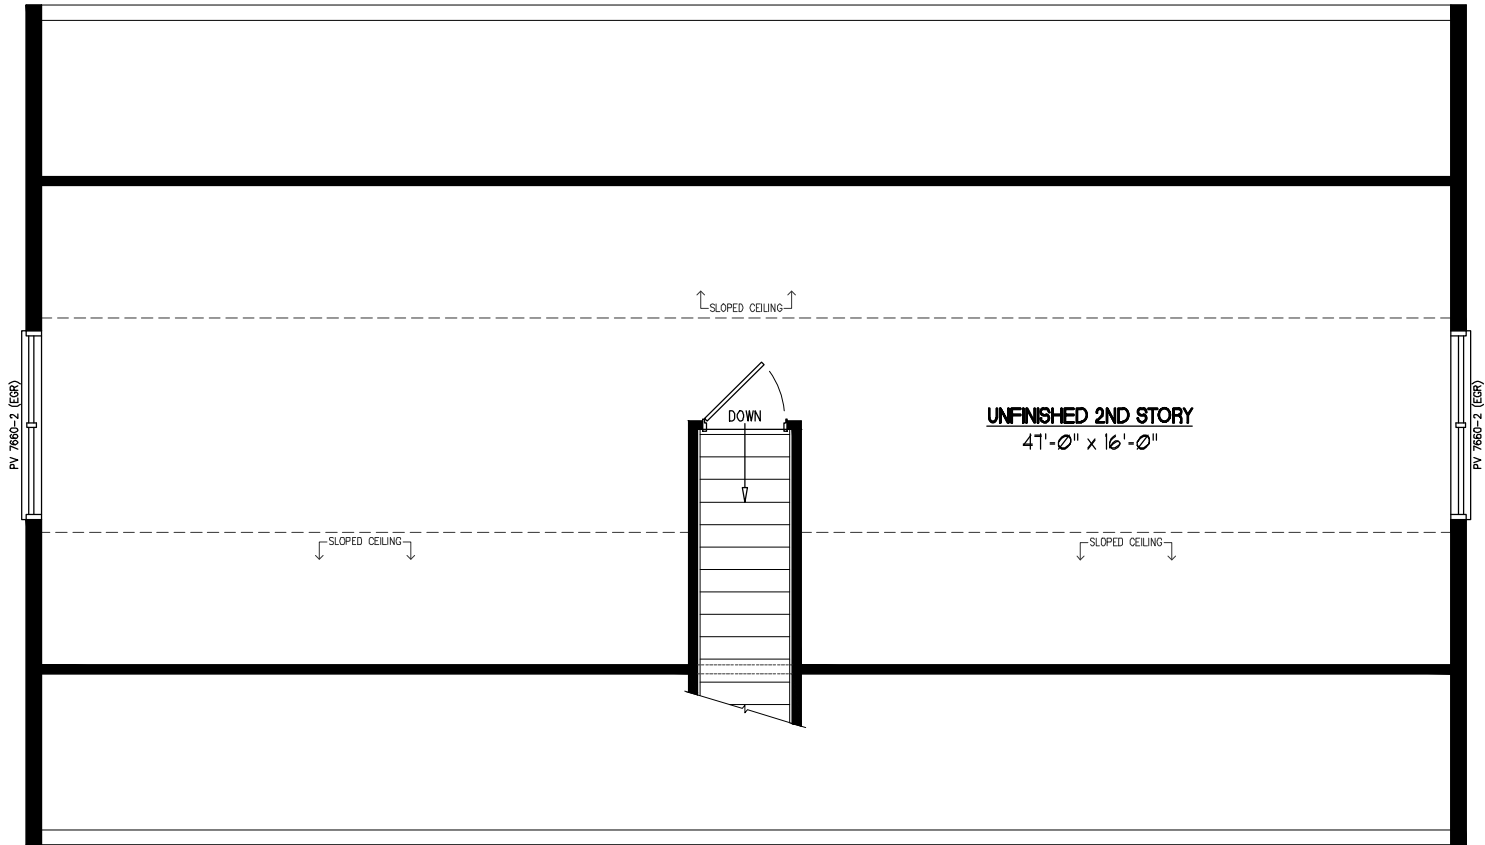 SLOPED CEILING
PV 7660-2 (EGR)
DOWN
UNFINISHED 2ND STORY
47'-0" x 16'-0"
PV 7660-2 (EGR)
SLOPED CEILING
SLOPED CEILING